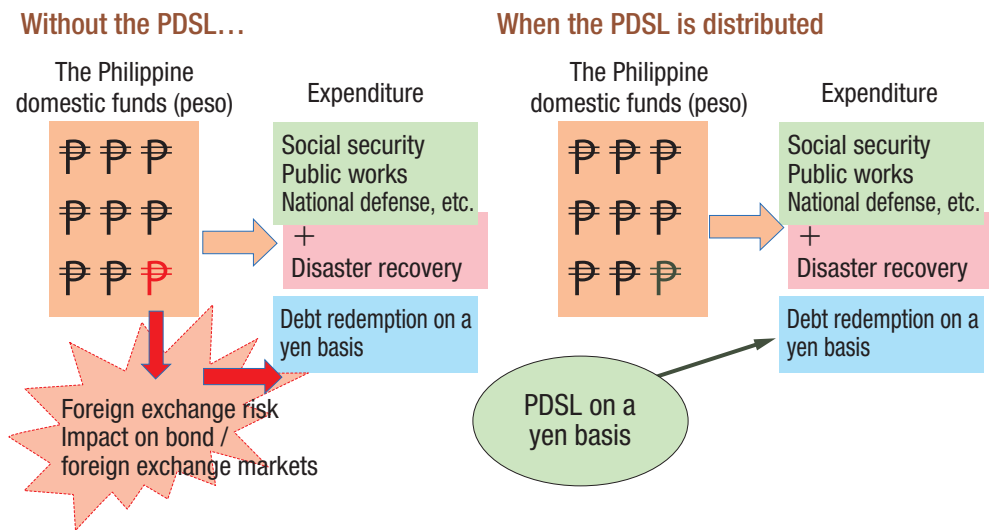 Without the PDSL…
The Philippine
domestic funds (peso)
Expenditure
₱ ₱ ₱
₱ ₱ ₱
₱ ₱ ₱
Social security
Public works
National defense, etc.
+
Disaster recovery
Debt redemption on a
yen basis
Foreign exchange risk
Impact on bond /
foreign exchange markets
When the PDSL is distributed
The Philippine
domestic funds (peso)
Expenditure
₱ ₱ ₱
₱ ₱ ₱
₱ ₱ ₱
Social security
Public works
National defense, etc.
+
Disaster recovery
Debt redemption on a
yen basis
PDSL on a
yen basis